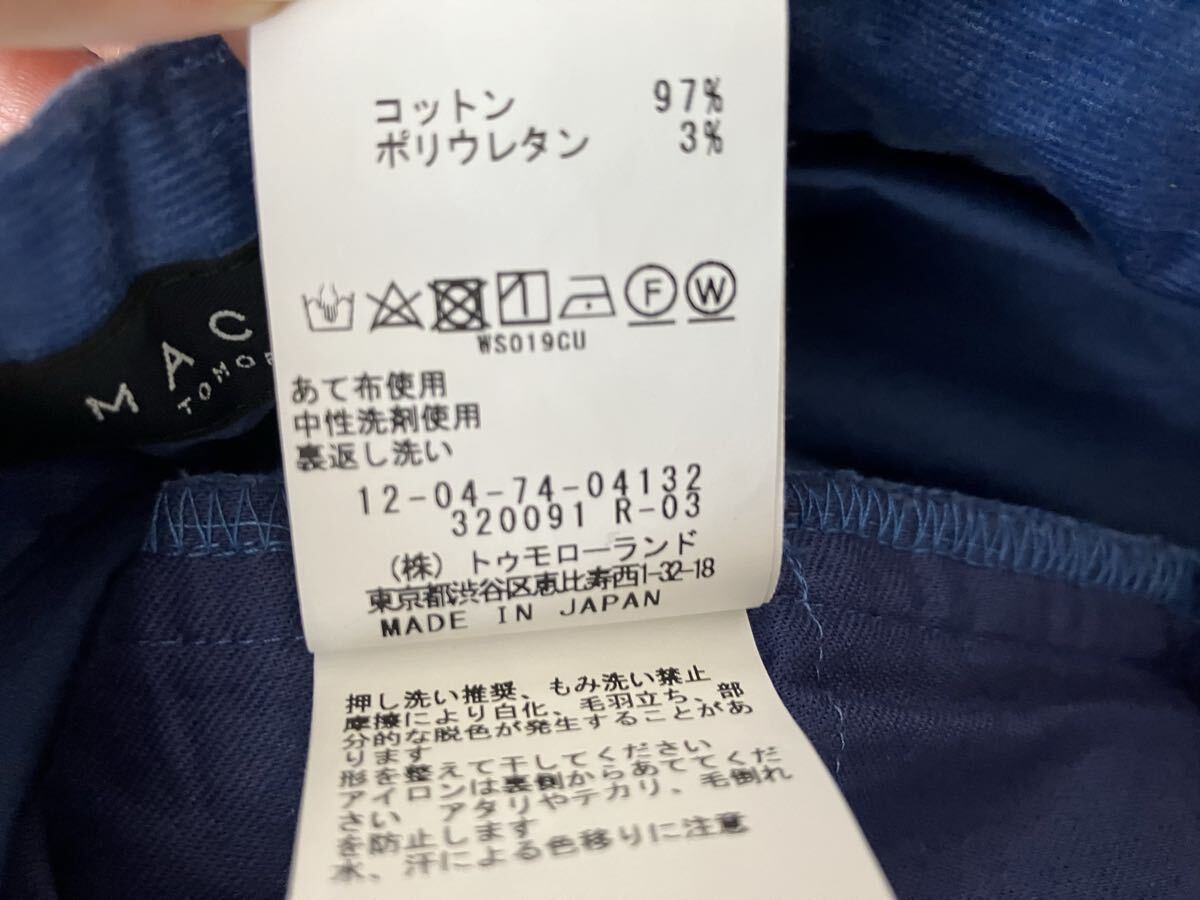 コットン 97%
ポリウレタン 3%
F W
WS019CU
MAC
TOMOR
あて布使用
中性洗剤使用
裏返し洗い
12-04-74-04132
320091 R-03
(株) トゥモローランド
東京都渋谷区恵比寿西1-32-18
MADE IN JAPAN
押し洗い推奨、もみ洗い禁止
摩擦により白化、毛羽立ち、部
分的な脱色が発生することがあ
ります
形を整えて干してください
アイロンは裏側からあててくだ
さい アタリやテカリ、毛倒れ
を防止します
水、汗による色移りに注意